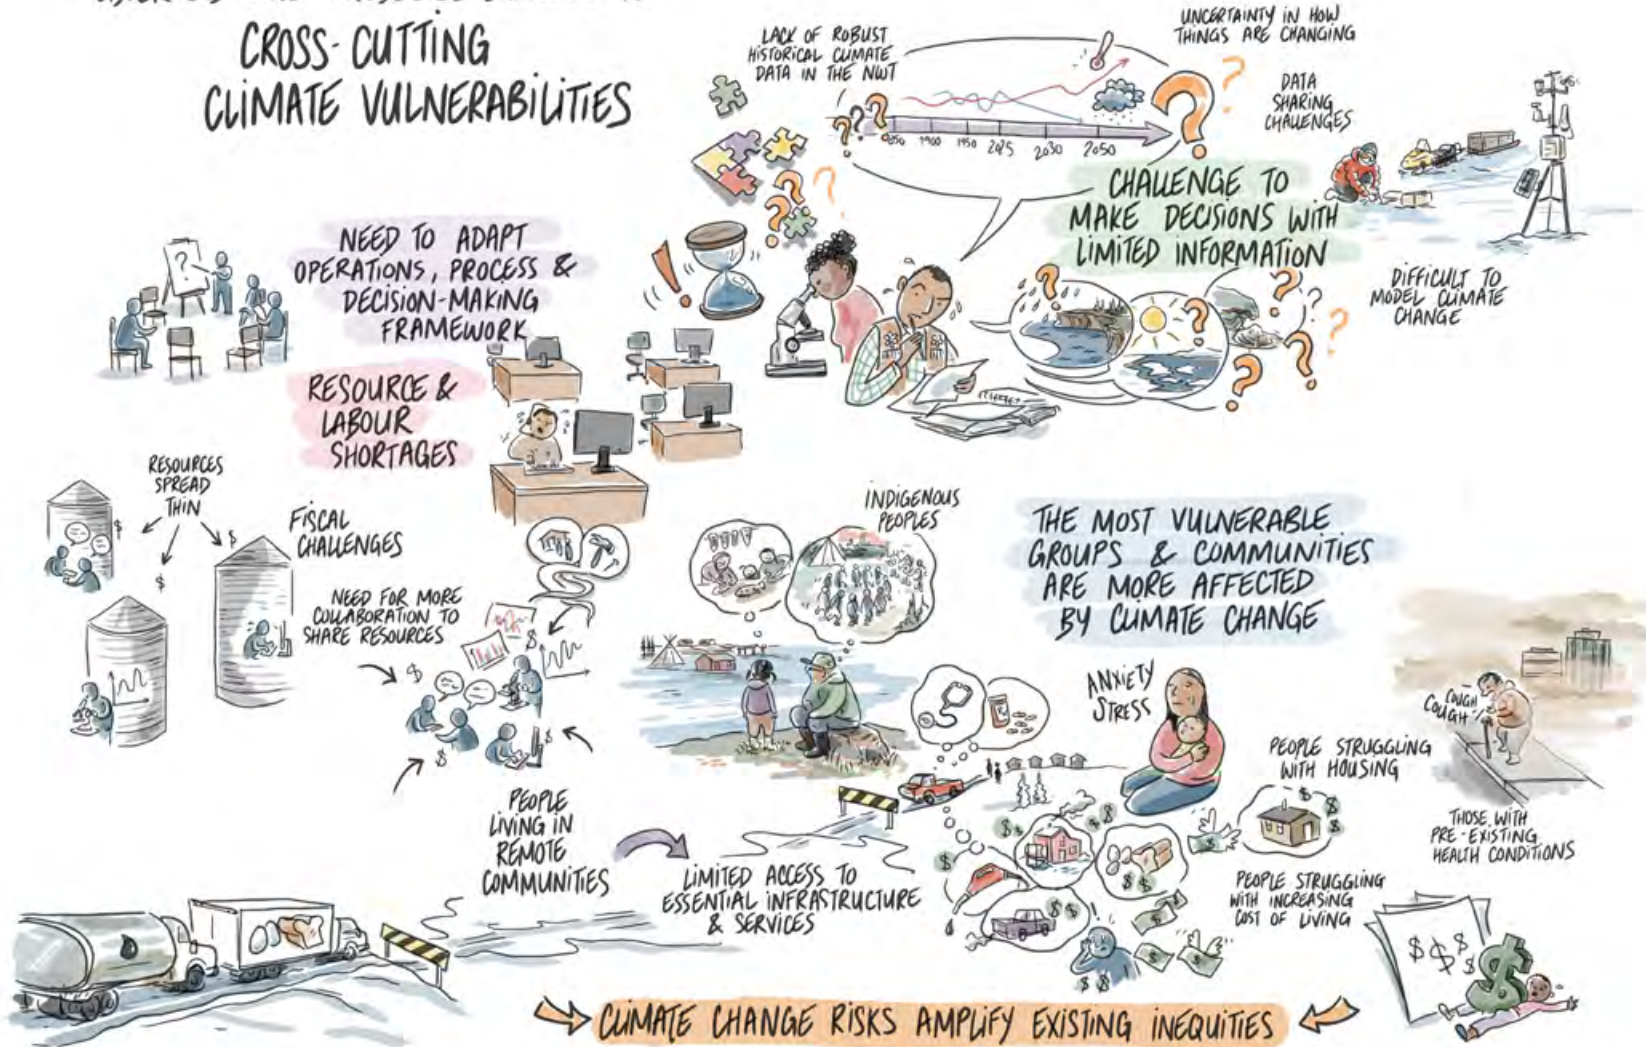 CROSS-CUTTING
CLIMATE VULNERABILITIES
LACK OF ROBUST
HISTORICAL CLIMATE
DATA IN THE NWT
UNCERTAINTY IN HOW
THINGS ARE CHANGING
DATA
SHARING
CHALLENGES
1900 1950 2025 2030 2050
CHALLENGE TO
MAKE DECISIONS WITH
LIMITED INFORMATION
DIFFICULT TO
MODEL CLIMATE
CHANGE
NEED TO ADAPT
OPERATIONS, PROCESS &
DECISION-MAKING
FRAMEWORK
RESOURCE &
LABOUR
SHORTAGES
RESOURCES
SPREAD
THIN
FISCAL
CHALLENGES
NEED FOR MORE
COLLABORATION TO
SHARE RESOURCES
INDIGENOUS
PEOPLES
THE MOST VULNERABLE
GROUPS & COMMUNITIES
ARE MORE AFFECTED
BY CLIMATE CHANGE
ANXIETY
STRESS
COUGH
COUGH
PEOPLE STRUGGLING
WITH HOUSING
THOSE WITH
PRE-EXISTING
HEALTH CONDITIONS
PEOPLE
LIVING IN
REMOTE
COMMUNITIES
LIMITED ACCESS TO
ESSENTIAL INFRASTRUCTURE
& SERVICES
PEOPLE STRUGGLING
WITH INCREASING
COST OF LIVING
$ $ $
CLIMATE CHANGE RISKS AMPLIFY EXISTING INEQUITIES